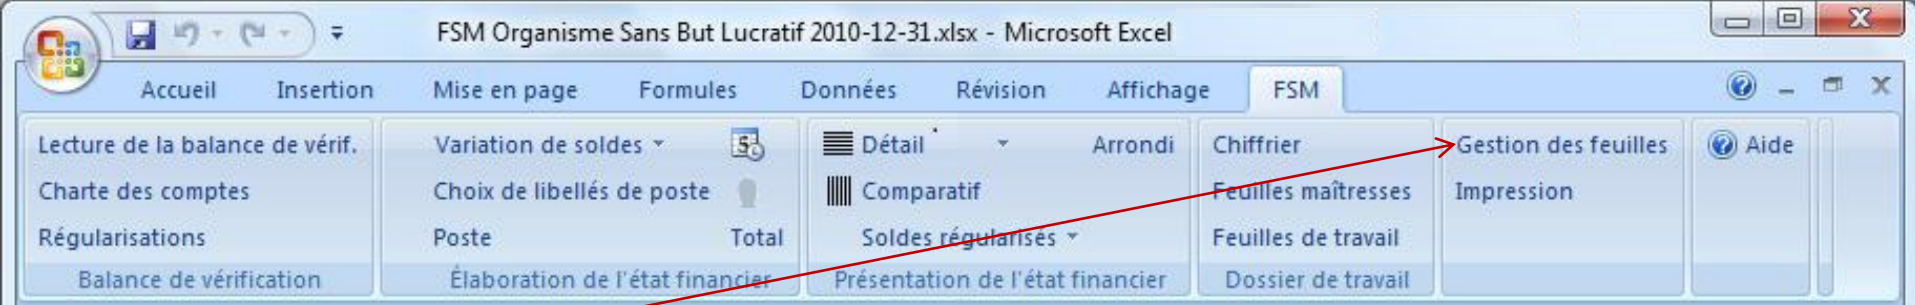 FSM Organisme Sans But Lucratif 2010-12-31.xlsx - Microsoft Excel
Accueil Insertion Mise en page Formules Données Révision Affichage FSM
Lecture de la balance de vérif. Variation de soldes Détail Arrondi Chiffrier Gestion des feuilles Aide
Charte des comptes Choix de libellés de poste Comparatif Feuilles maîtresses Impression
Régularisations Poste Total Soldes régularisés Feuilles de travail
Balance de vérification Élaboration de l'état financier Présentation de l'état financier Dossier de travail